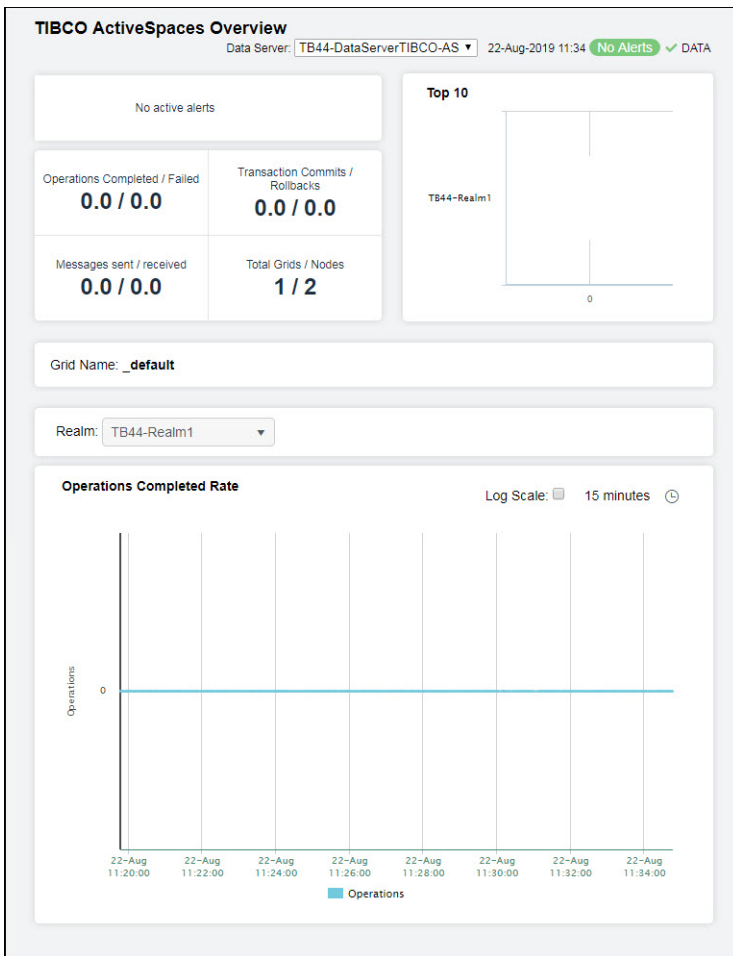 TIBCO ActiveSpaces Overview
Data Server: TB44-DataServerTIBCO-AS 22-Aug-2019 11:34 No Alerts DATA
No active alerts
Top 10
TB44-Realm1
0
Operations Completed / Failed
0.0 / 0.0
Transaction Commits /
Rollbacks
0.0 / 0.0
Messages sent / received
0.0 / 0.0
Total Grids / Nodes
1 / 2
Grid Name: _default
Realm: TB44-Realm1
Operations Completed Rate
Log Scale: 15 minutes
Operations
0
22-Aug 22-Aug 22-Aug 22-Aug 22-Aug 22-Aug 22-Aug 22-Aug
11:20:00 11:22:00 11:24:00 11:26:00 11:28:00 11:30:00 11:32:00 11:34:00
Operations